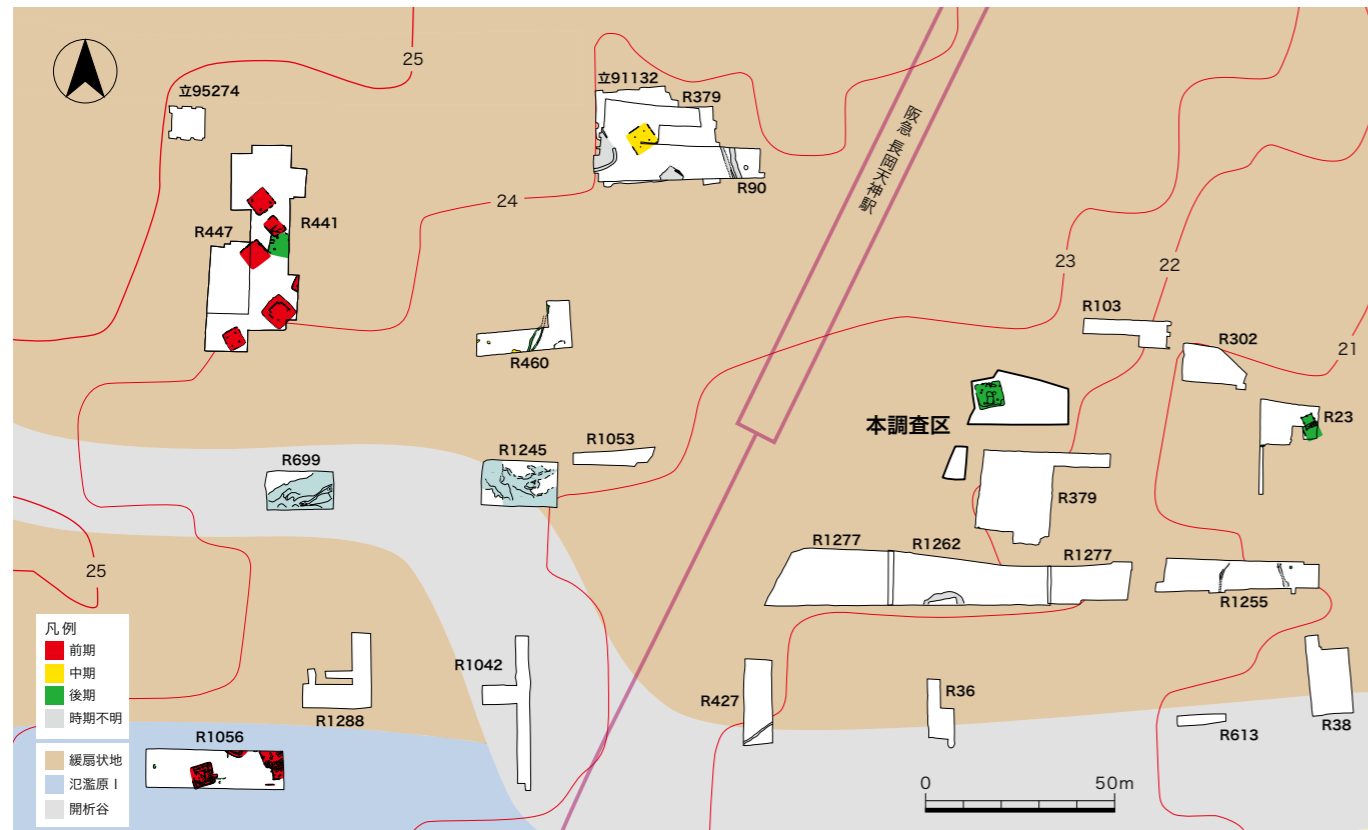 25
立95274
立91132
R379
阪急 長岡天神駅
R90
24
R447
R441
23
22
R103
R302
21
R460
本調査区
R23
R699
R1245
R1053
R379
R1277
R1262
R1277
R1255
25
凡例
前期
中期
後期
時期不明
緩扇状地
氾濫原Ⅰ
開析谷
R1288
R1042
R427
R36
R613
R38
R1056
0
50m